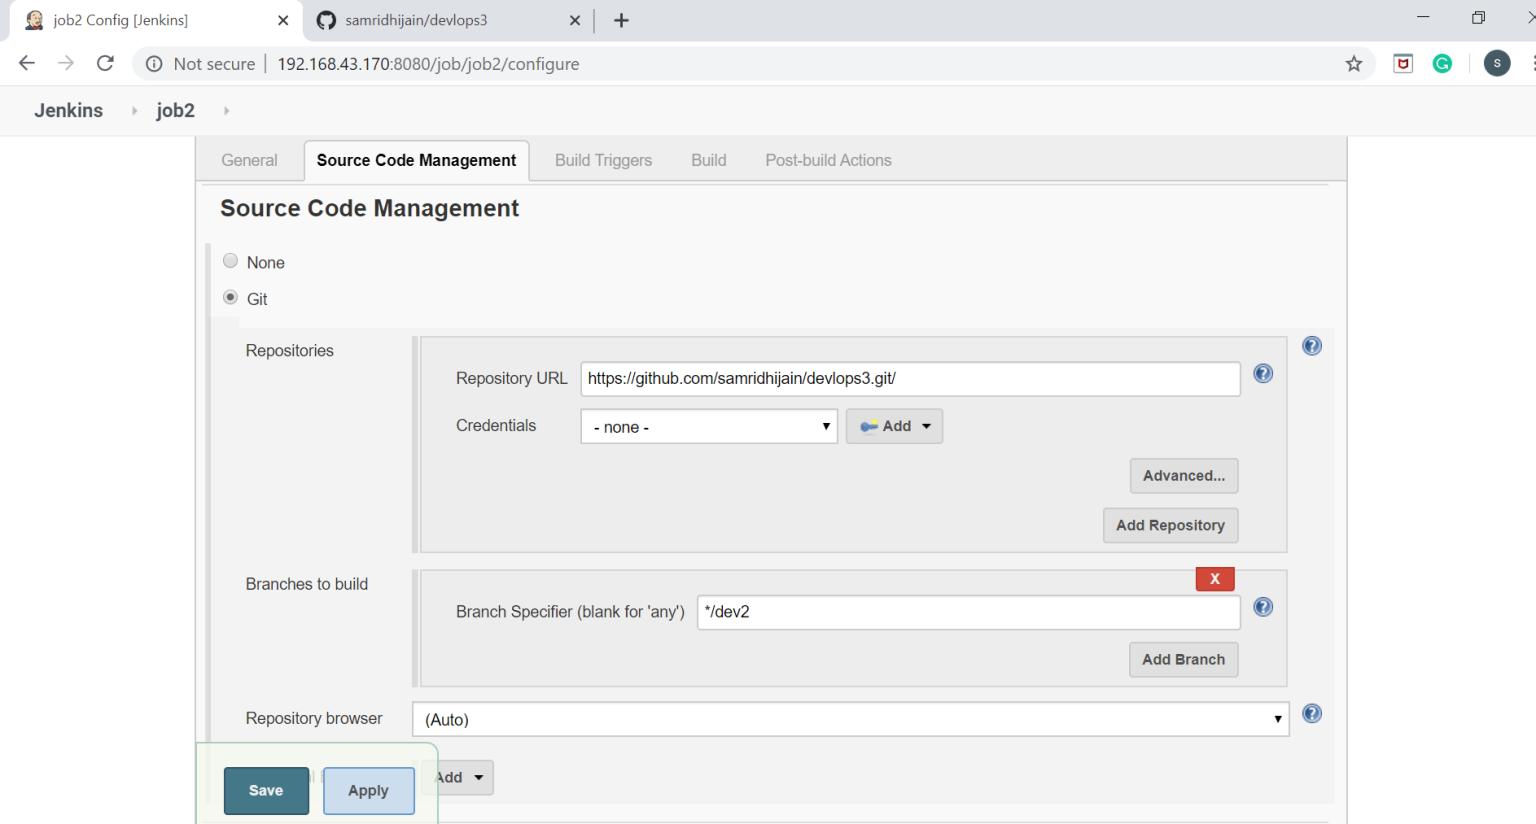 job2 Config [Jenkins]
samridhijain/devlops3
Not secure
192.168.43.170:8080/job/job2/configure
S
Jenkins
job2
General
Source Code Management
Build Triggers
Build
Post-build Actions
Source Code Management
None
Git
Repositories
Repository URL
https://github.com/samridhijain/devlops3.git/
Credentials
- none -
Add
Advanced...
Add Repository
Branches to build
X
Branch Specifier (blank for 'any')
*/dev2
Add Branch
Repository browser
(Auto)
Add
Save
Apply